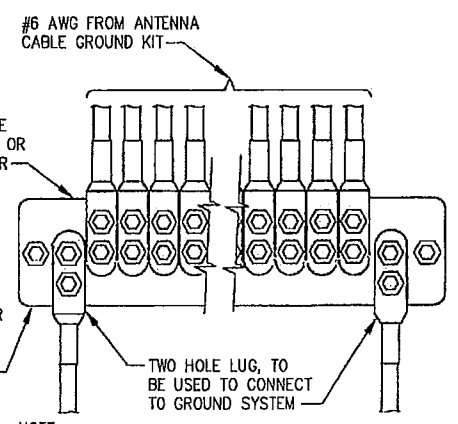 #6 AWG FROM ANTENNA
CABLE GROUND KIT
OR
TWO HOLE LUG, TO
BE USED TO CONNECT
TO GROUND SYSTEM